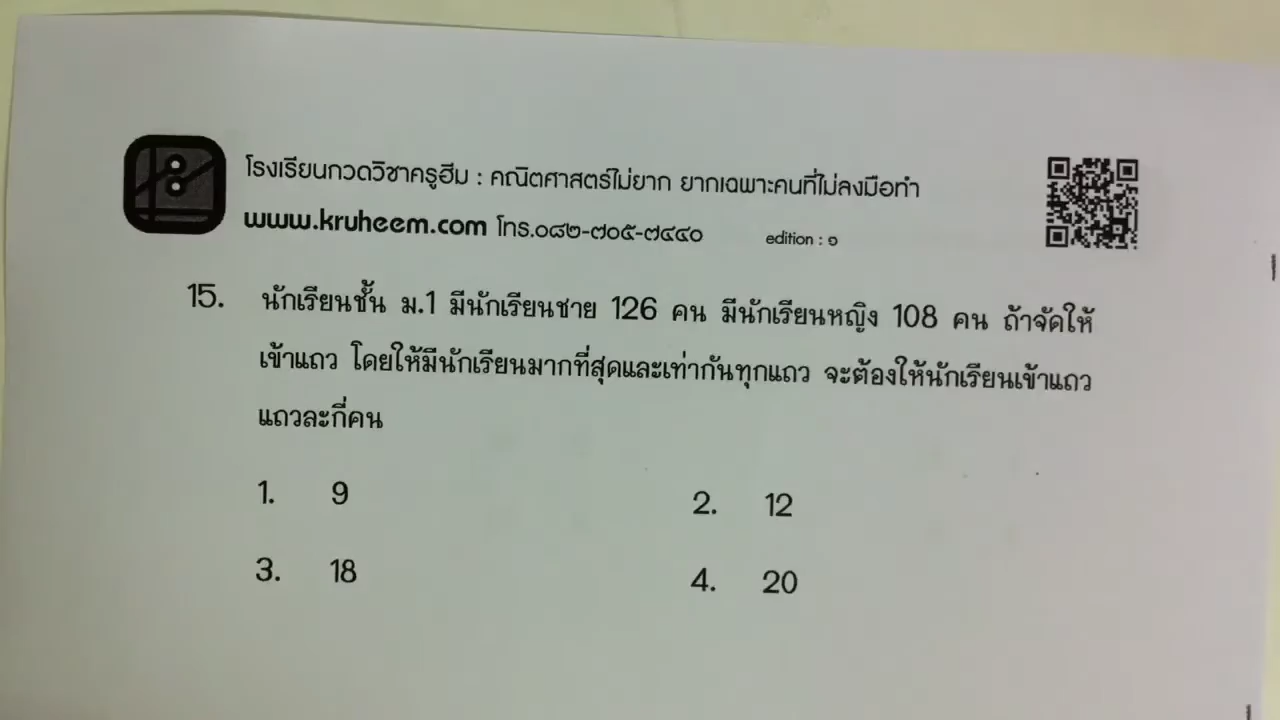 โรงเรียนกวดวิชาครูฮีม : คณิตศาสตร์ไม่ยาก ยากเฉพาะคนที่ไม่ลงมือทำ
www.kruheem.com โทร.๐๘๒-๗๐๕-๗๔๔๐ edition : ๑
15. นักเรียนชั้น ม.1 มีนักเรียนชาย 126 คน มีนักเรียนหญิง 108 คน ถ้าจัดให้
เข้าแถว โดยให้มีนักเรียนมากที่สุดและเท่ากันทุกแถว จะต้องให้นักเรียนเข้าแถว
แถวละกี่คน
1. 9 2. 12
3. 18 4. 20